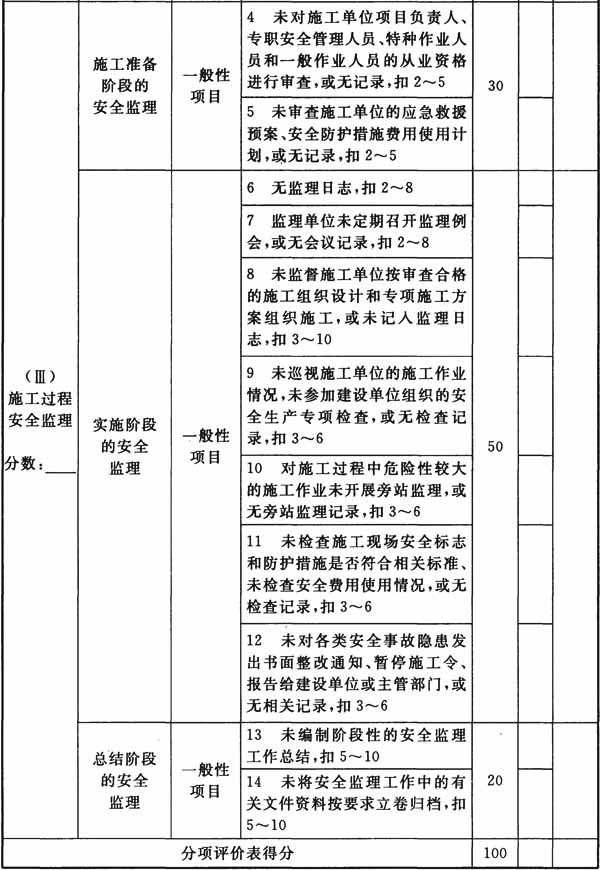 (Ⅲ)
施工过程
安全监理
分数:____
施工准备
阶段的
安全监理
一般性
项目
4 未对施工单位项目负责人、
专职安全管理人员、特种作业人
员和一般作业人员的从业资格
进行审查,或无记录,扣2～5
5 未审查施工单位的应急救援
预案、安全防护措施费用使用计
划,或无记录,扣2～5
30
实施阶段
的安全
监理
一般性
项目
6 无监理日志,扣2～8
7 监理单位未定期召开监理例
会,或无会议记录,扣2～8
8 未监督施工单位按审查合格
的施工组织设计和专项施工方
案组织施工,或未记入监理日
志,扣3～10
9 未巡视施工单位的施工作业
情况,未参加建设单位组织的安
全生产专项检查,或无检查记
录,扣3～6
10 对施工过程中危险性较大
的施工作业未开展旁站监理,或
无旁站监理记录,扣3～6
11 未检查施工现场安全标志
和防护措施是否符合相关标准、
未检查安全费用使用情况,或无
检查记录,扣3～6
12 未对各类安全事故隐患发
出书面整改通知、暂停施工令、
报告给建设单位或主管部门,或
无相关记录,扣3～6
50
总结阶段
的安全
监理
一般性
项目
13 未编制阶段性的安全监理
工作总结,扣5～10
14 未将安全监理工作中的有
关文件资料按要求立卷归档,扣
5～10
20
分项评价表得分
100